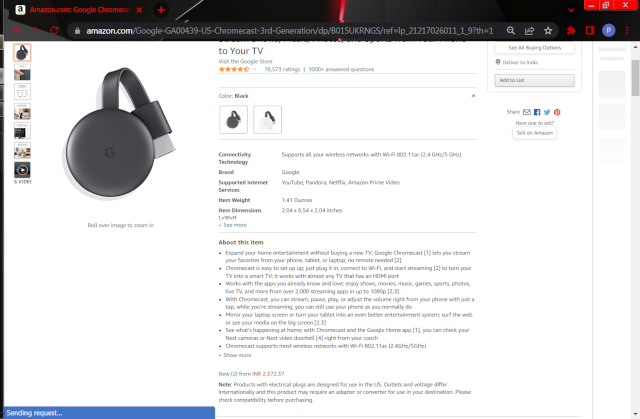 Amazon.com: Google Chromecast
amazon.com/Google-GA00439-US-Chromecast-3rd-Generation/dp/B015UKRNGS/ref=lp_21217026011_1_9?th=1
P
to Your TV
Visit the Google Store
78,573 ratings | 1000+ answered questions
Color: Black
Connectivity Technology Supports all your wireless networks with Wi-Fi 802.11ac (2.4 GHz/5 GHz)
Brand Google
Supported Internet Services YouTube, Pandora, Netflix, Amazon Prime Video
Item Weight 1.41 Ounces
Item Dimensions LxWxH 2.04 x 0.54 x 2.04 inches
See more
About this item
Expand your home entertainment without buying a new TV; Google Chromecast [1] lets you stream
your favorites from your phone, tablet, or laptop; no remote needed [2]
Chromecast is easy to set up; just plug it in, connect to Wi-Fi, and start streaming [2] to turn your
TV into a smart TV; it works with almost any TV that has an HDMI port
Works with the apps you already know and love; enjoy shows, movies, music, games, sports, photos,
live TV, and more from over 2,000 streaming apps in up to 1080p [2,3]
With Chromecast, you can stream, pause, play, or adjust the volume right from your phone with just a
tap; while you're streaming, you can still use your phone as you normally do
Mirror your laptop screen or turn your tablet into an even better entertainment system; surf the web
or see your media on the big screen [2,3]
See what's happening at home; with Chromecast and the Google Home app [1], you can check your
Nest cameras or Nest video doorbell [4] right from your couch
Chromecast supports most wireless networks with Wi-Fi 802.11ac (2.4GHz/5GHz)
Show more
New (2) from INR 2,372.37
Note: Products with electrical plugs are designed for use in the US. Outlets and voltage differ
internationally and this product may require an adapter or converter for use in your destination. Please
check compatibility before purchasing.
6 VIDEOS
G
Roll over image to zoom in
See All Buying Options
Deliver to India
Add to List
Share
Have one to sell?
Sell on Amazon
Sending request...